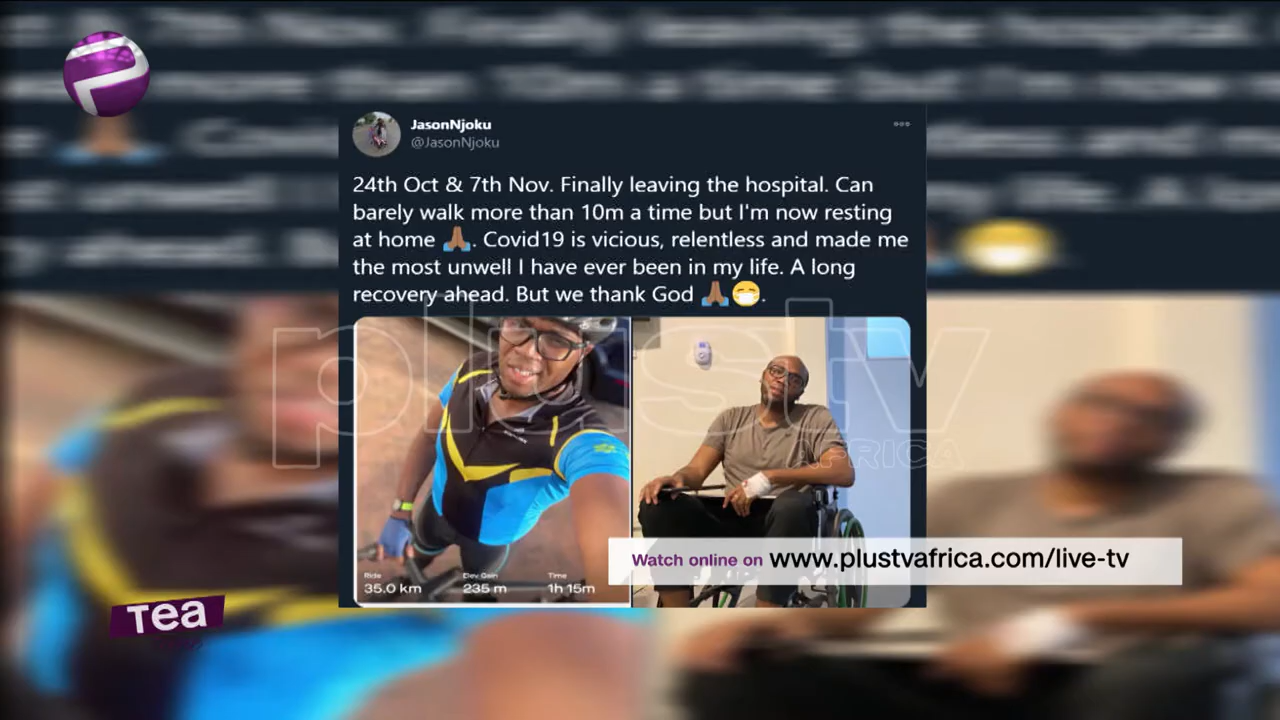 JasonNjoku
@JasonNjoku
24th Oct & 7th Nov. Finally leaving the hospital. Can
barely walk more than 10m a time but I'm now resting
at home 🙏🏾. Covid19 is vicious, relentless and made me
the most unwell I have ever been in my life. A long
recovery ahead. But we thank God 🙏🏾😷.
plustv
AFRICA
Ride
35.0 km
Elev Gain
235 m
Time
1h 15m
Watch online on www.plustvafrica.com/live-tv
Tea